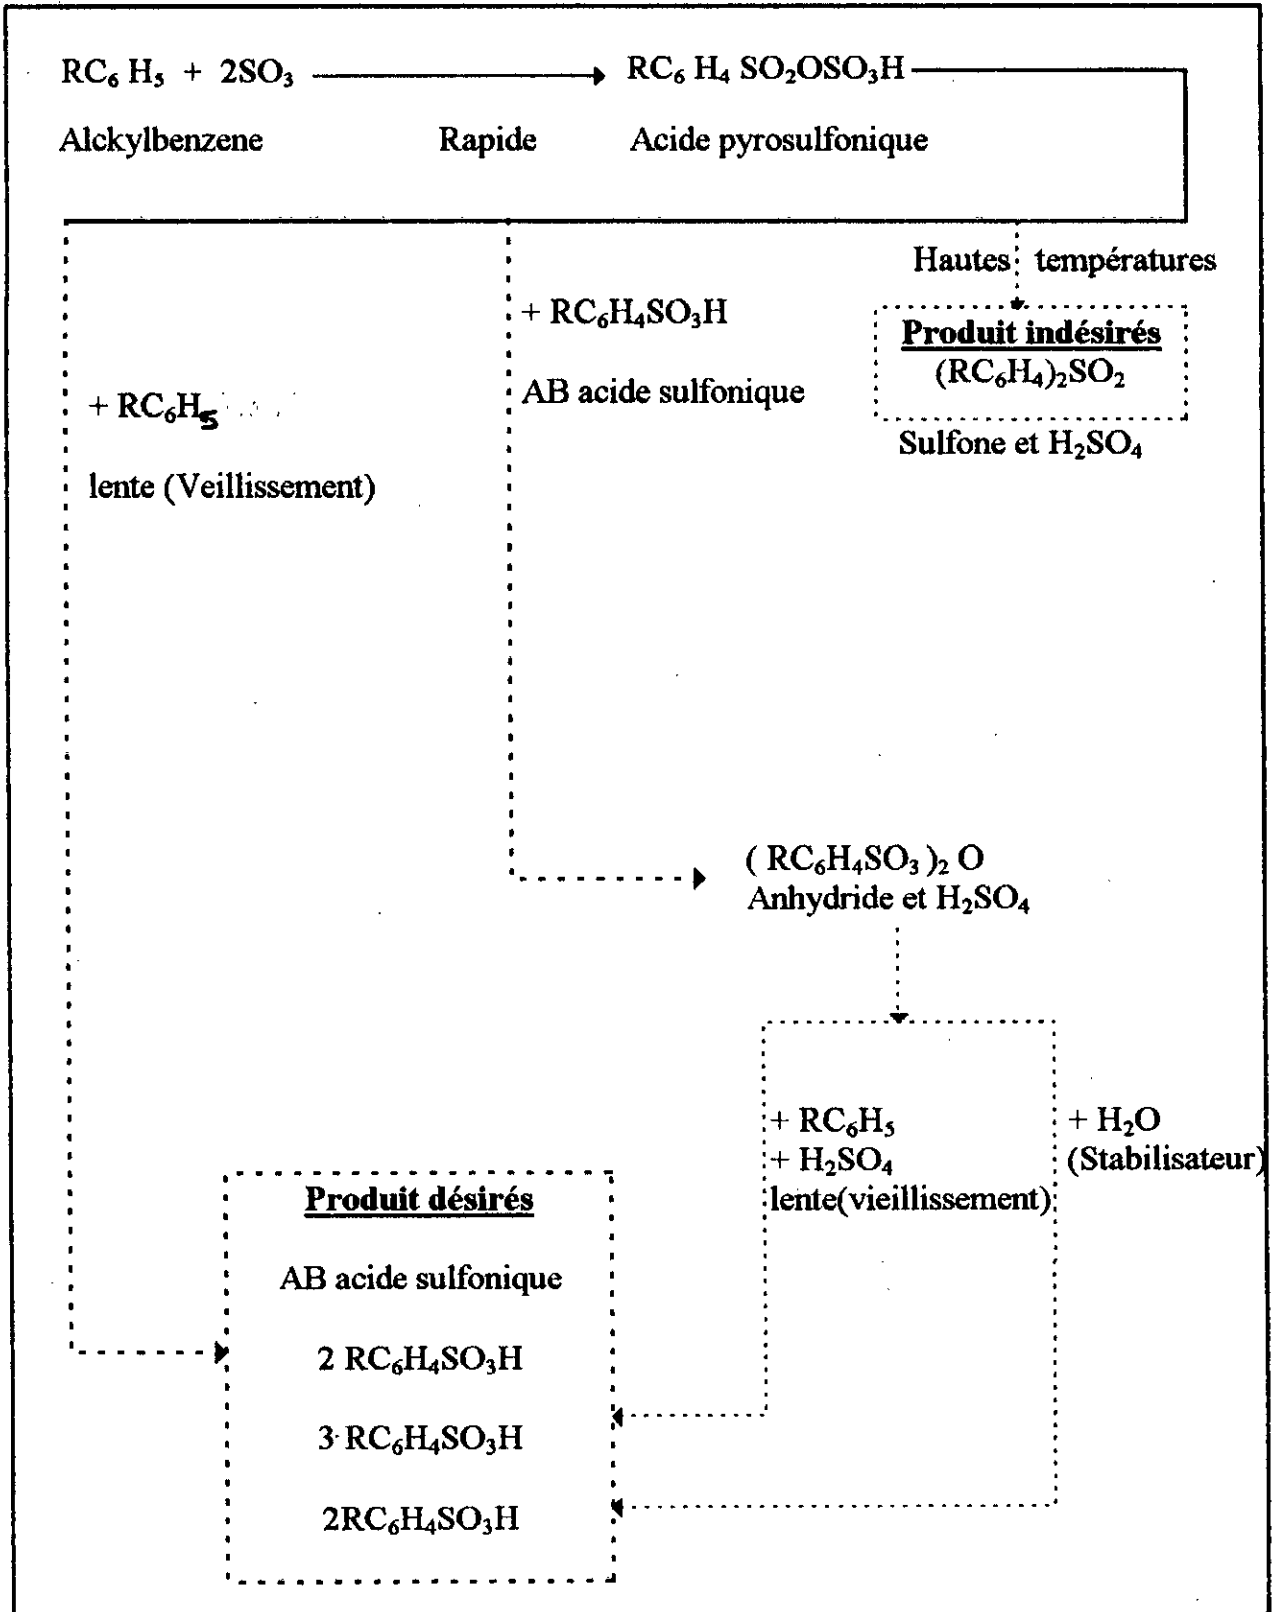 RC₆ H₅ + 2SO₃ RC₆ H₄ SO₂OSO₃H
Alckylbenzene Rapide Acide pyrosulfonique
Hautes températures
+ RC₆H₄SO₃H
Produit indésirés
(RC₆H₄)₂SO₂
AB acide sulfonique
+ RC₆H₅
Sulfone et H₂SO₄
lente (Veillissement)
( RC₆H₄SO₃ )₂ O
Anhydride et H₂SO₄
+ RC₆H₅
+ H₂SO₄
lente(vieillissement)
+ H₂O
(Stabilisateur)
Produit désirés
AB acide sulfonique
2 RC₆H₄SO₃H
3 RC₆H₄SO₃H
2RC₆H₄SO₃H